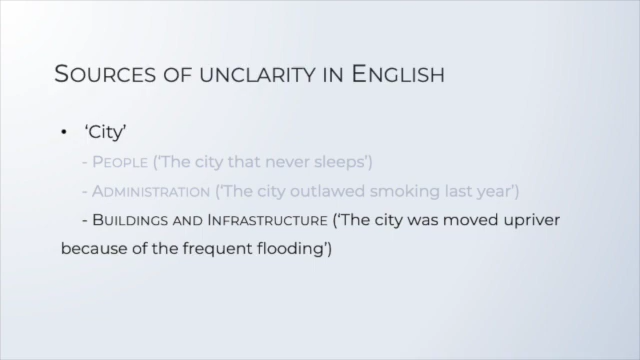 Sources of unclarity in English
• ‘City’
- People (‘The city that never sleeps’)
- Administration (‘The city outlawed smoking last year’)
- Buildings and Infrastructure (‘The city was moved upriver
because of the frequent flooding’)